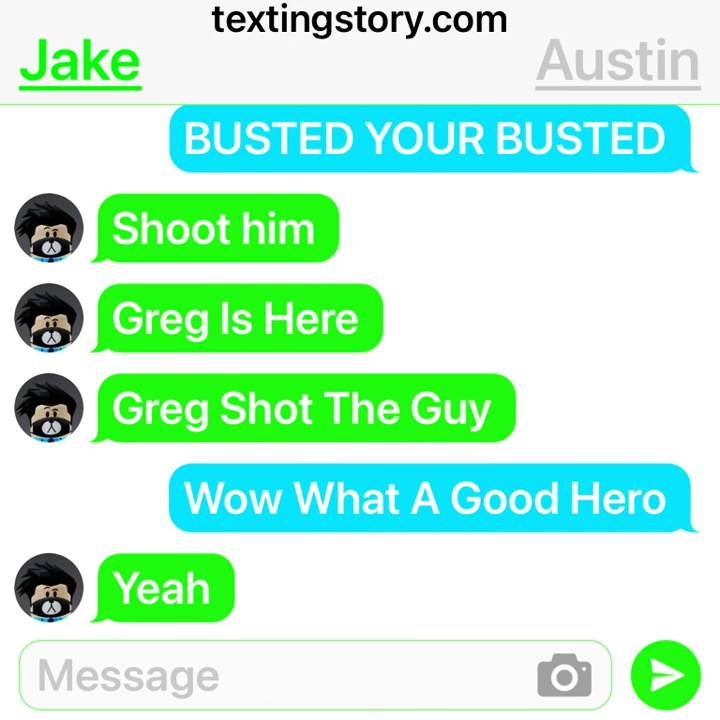 textingstory.com
Jake
Austin
BUSTED YOUR BUSTED
Shoot him
Greg Is Here
Greg Shot The Guy
Wow What A Good Hero
Yeah
Message